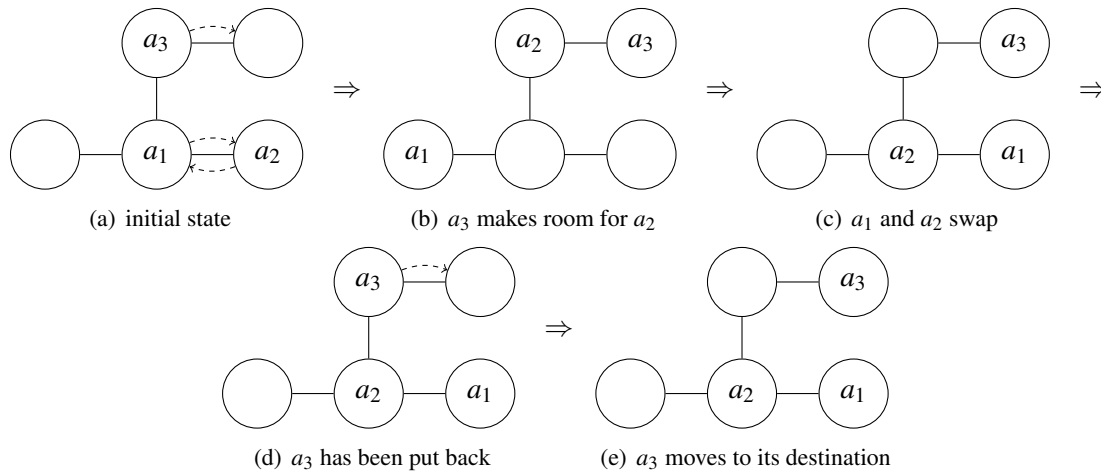 a₃
a₁ a₂
⇒
a₂ a₃
a₁
⇒
a₃
a₂ a₁
⇒
(a) initial state
(b) a₃ makes room for a₂
(c) a₁ and a₂ swap
a₃
a₂ a₁
⇒
a₃
a₂ a₁
(d) a₃ has been put back
(e) a₃ moves to its destination